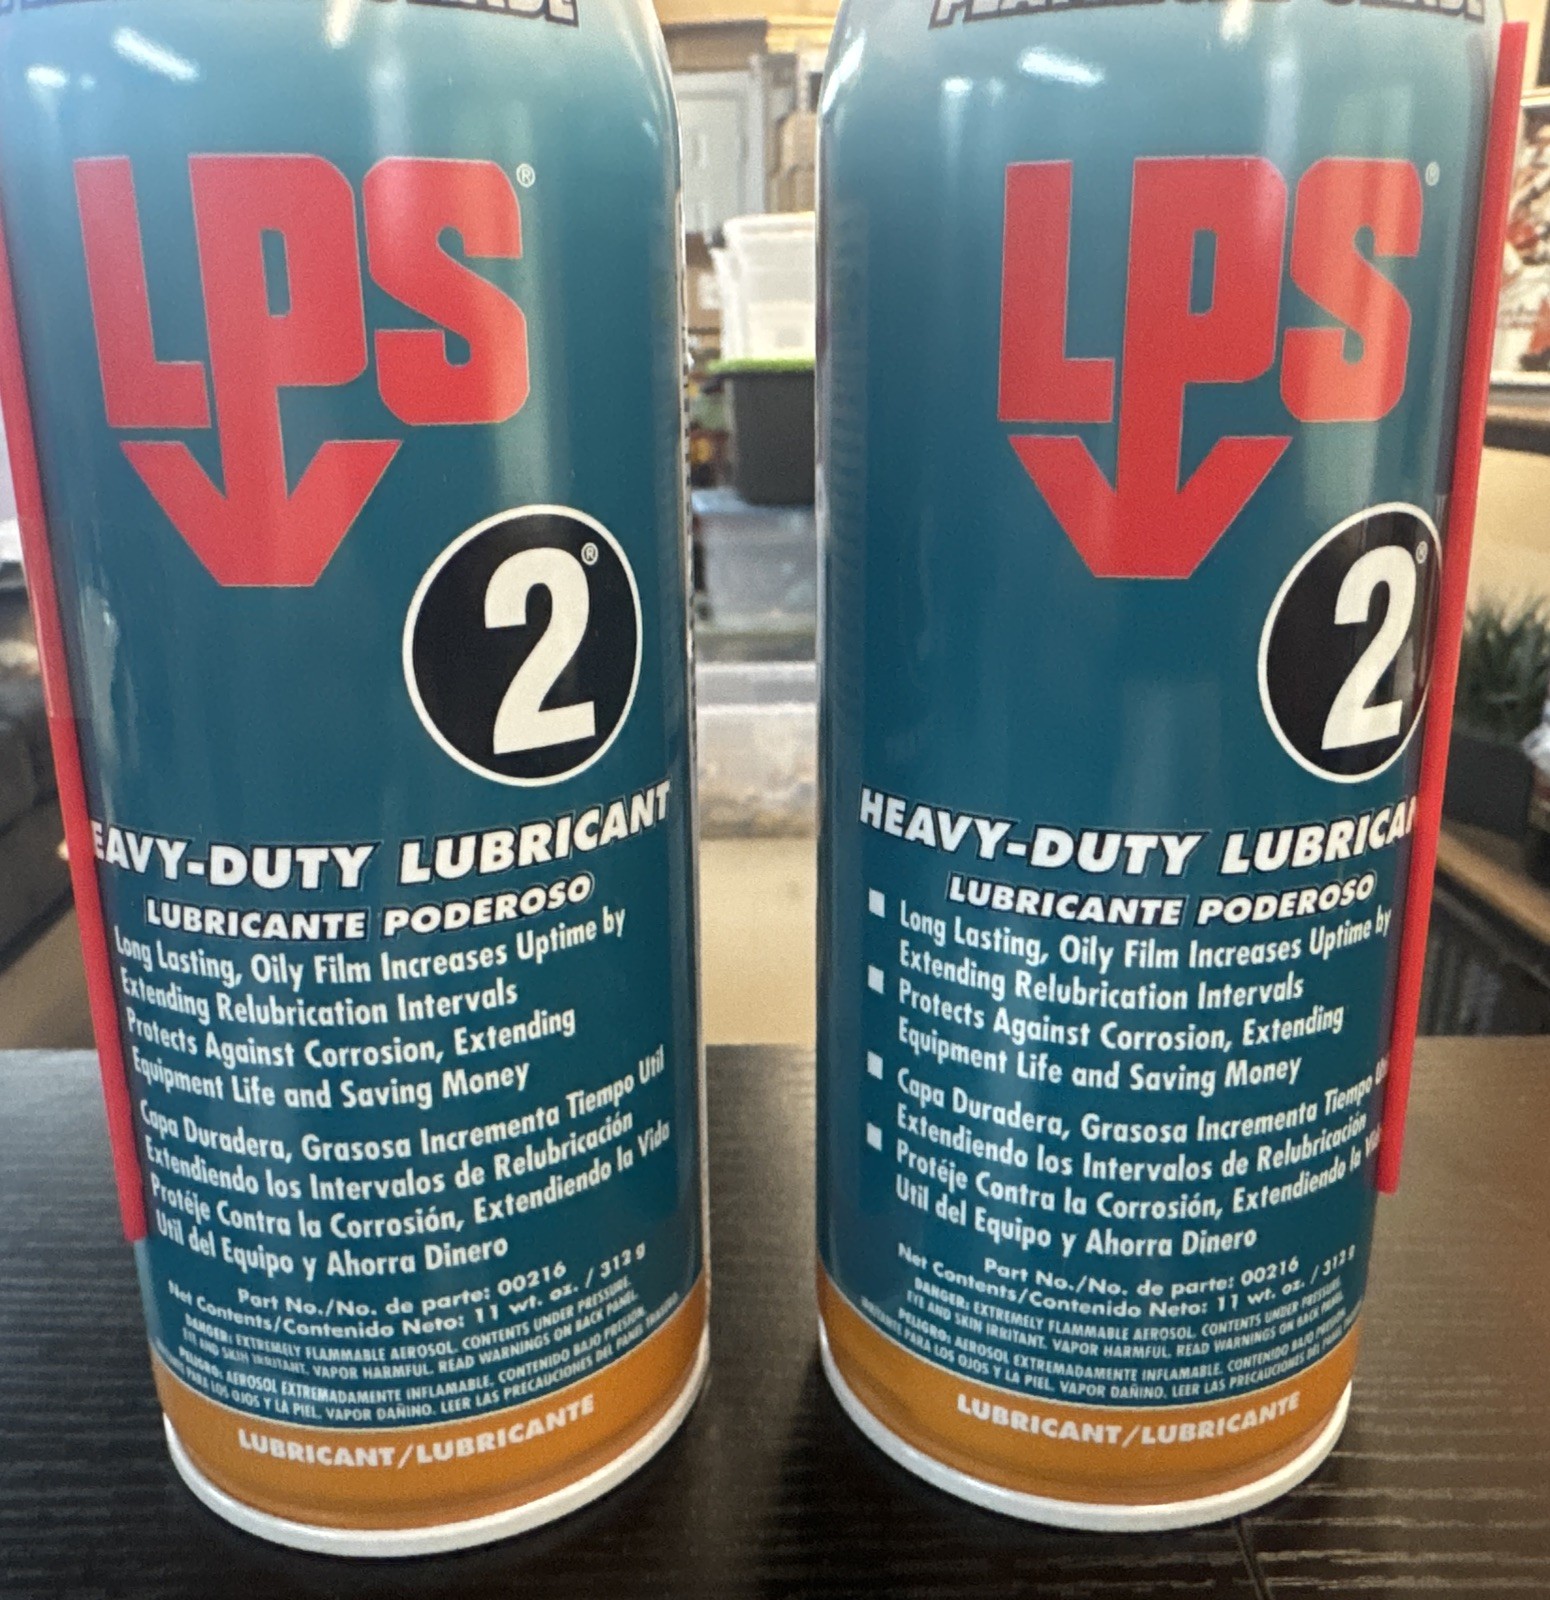 LPS®
2®
EAVY-DUTY LUBRICANT
LUBRICANTE PODEROSO
Long Lasting, Oily Film Increases Uptime by
Extending Relubrication Intervals
Protects Against Corrosion, Extending
Equipment Life and Saving Money
Capa Duradera, Grasosa Incrementa Tiempo Util
Extendiendo los Intervalos de Relubricación
Protéje Contra la Corrosión, Extendiendo la Vida
Util del Equipo y Ahorra Dinero
Part No./No. de parte: 00216
Net Contents/Contenido Neto: 11 wt. oz. / 312 g
DANGER: EXTREMELY FLAMMABLE AEROSOL. CONTENTS UNDER PRESSURE.
EYE AND SKIN IRRITANT. VAPOR HARMFUL. READ WARNINGS ON BACK PANEL.
PELIGRO: AEROSOL EXTREMADAMENTE INFLAMABLE. CONTENIDO BAJO PRESIÓN.
PARA LOS OJOS Y LA PIEL. VAPOR DAÑINO. LEER LAS PRECAUCIONES DEL PANEL TRASERO
LUBRICANT/LUBRICANTE
LPS®
2®
HEAVY-DUTY LUBRICA
LUBRICANTE PODEROSO
Long Lasting, Oily Film Increases Uptime by
Extending Relubrication Intervals
Protects Against Corrosion, Extending
Equipment Life and Saving Money
Capa Duradera, Grasosa Incrementa Tiempo
Extendiendo los Intervalos de Relubricación
Protéje Contra la Corrosión, Extendiendo la
Util del Equipo y Ahorra Dinero
Part No./No. de parte: 00216
Net Contents/Contenido Neto: 11 wt. oz. / 312 g
DANGER: EXTREMELY FLAMMABLE AEROSOL. CONTENTS UNDER PRESSURE.
EYE AND SKIN IRRITANT. VAPOR HARMFUL. READ WARNINGS ON BACK PANEL.
PELIGRO: AEROSOL EXTREMADAMENTE INFLAMABLE. CONTENIDO BAJO PRESIÓN.
IRRITANTE PARA LOS OJOS Y LA PIEL. VAPOR DAÑINO. LEER LAS PRECAUCIONES DEL PANEL
LUBRICANT/LUBRICANTE